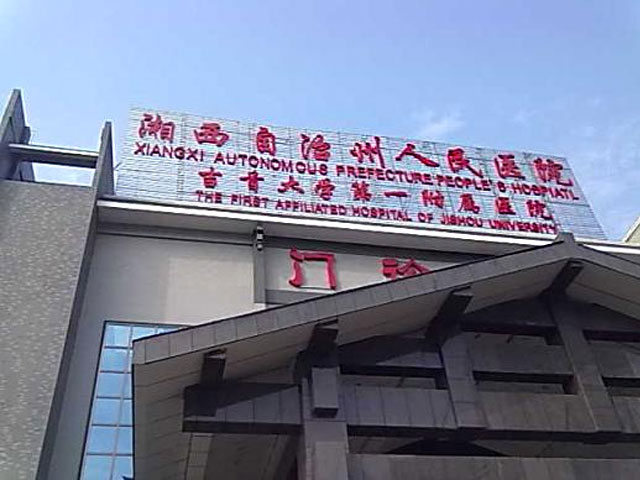 湘西自治州人民医院
XIANGXI AUTONOMOUS PREFECTURE PEOPLE'S HOSPIATIL
吉首大学第一附属医院
THE FIRST AFFILIATED HOSPITAL OF JISHOU UNIVERSITY
门诊